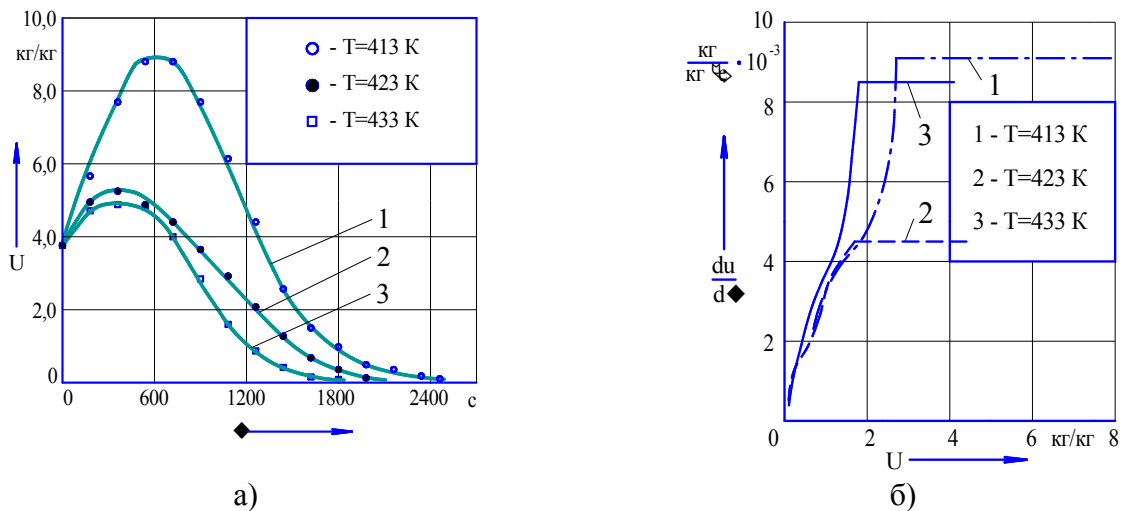 10,0
кг/кг
8,0
6,0
4,0
U
2,0
0
0 600 1200 1800 2400 с
- T=413 К
- T=423 К
- T=433 К
1
2
3
а)
10
кг
кг · 10⁻³
8
6
4
du
d
2
0 2 4 6 кг/кг 8
U
1
3
2
1 - T=413 К
2 - T=423 К
3 - T=433 К
б)